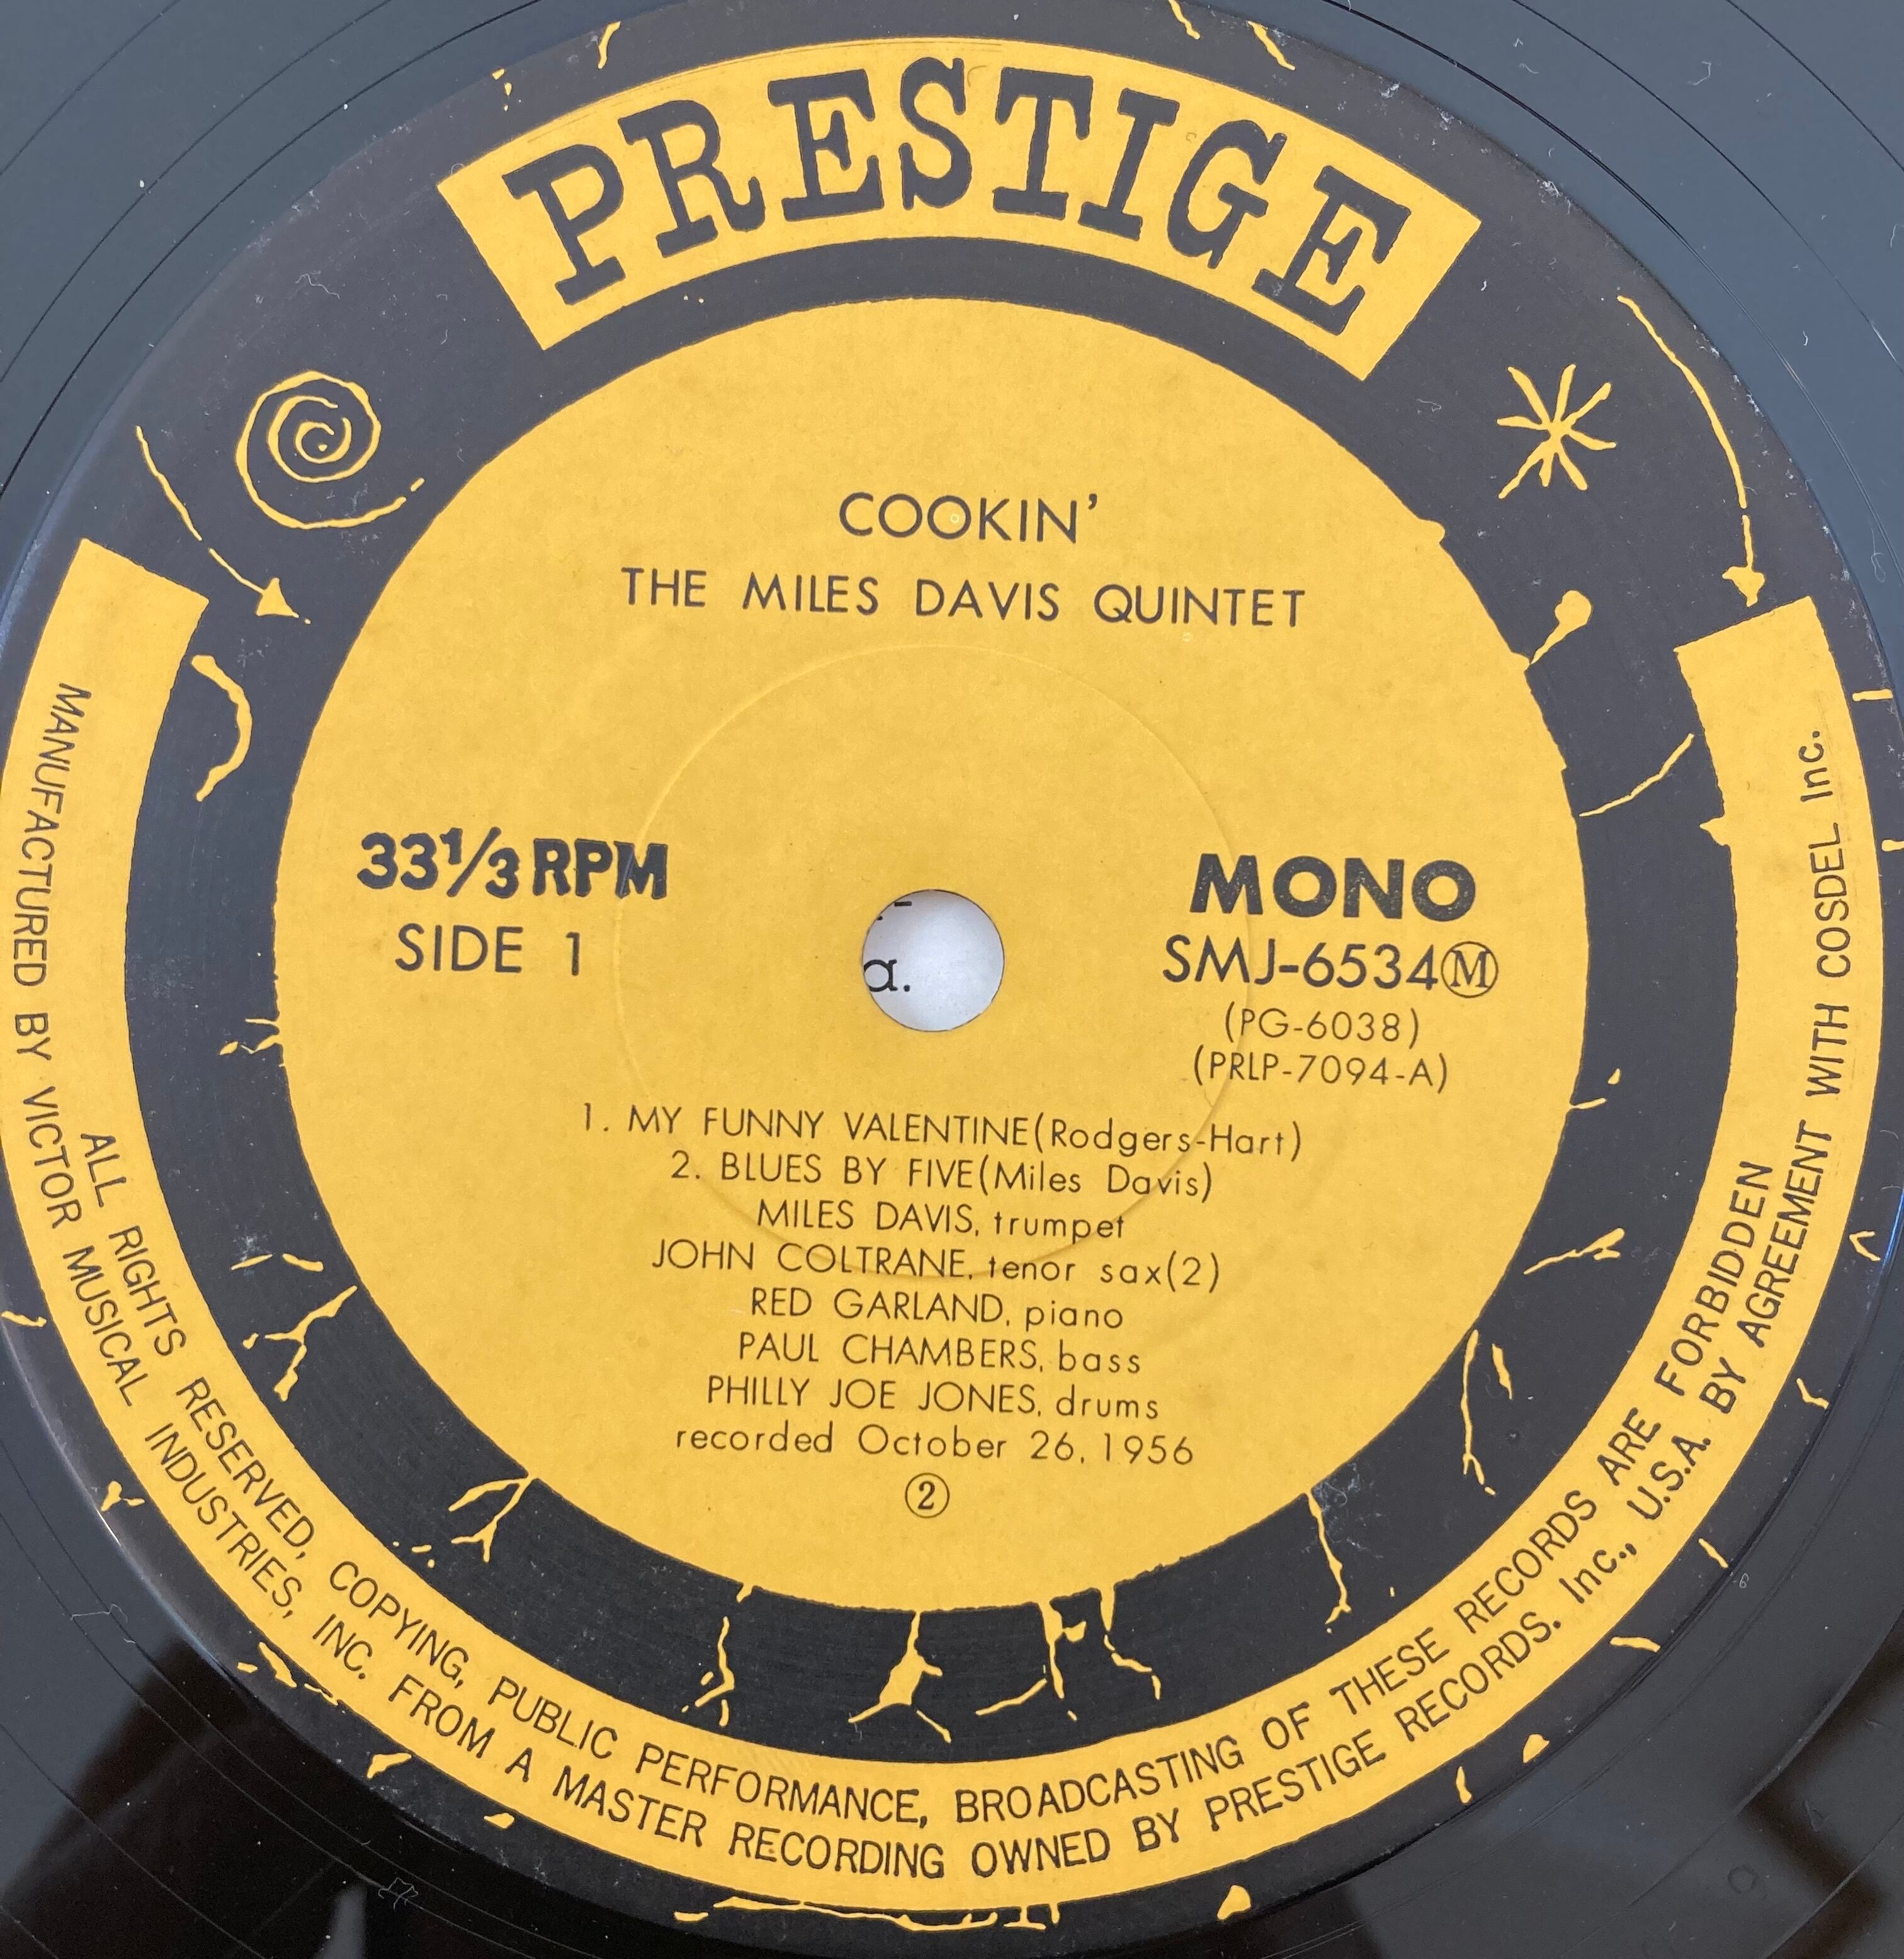 PRESTIGE
COOKIN'
THE MILES DAVIS QUINTET
33⅓ RPM
SIDE 1
MONO
SMJ-6534Ⓜ
(PG-6038)
(PRLP-7094-A)
a.
1. MY FUNNY VALENTINE(Rodgers-Hart)
2. BLUES BY FIVE(Miles Davis)
MILES DAVIS, trumpet
JOHN COLTRANE, tenor sax(2)
RED GARLAND, piano
PAUL CHAMBERS, bass
PHILLY JOE JONES, drums
recorded October 26, 1956
②
ALL RIGHTS RESERVED, COPYING, PUBLIC PERFORMANCE, BROADCASTING OF THESE RECORDS ARE FORBIDDEN
MANUFACTURED BY VICTOR MUSICAL INDUSTRIES, INC. FROM A MASTER RECORDING OWNED BY PRESTIGE RECORDS. Inc., U.S.A. BY AGREEMENT WITH COSDEL Inc.